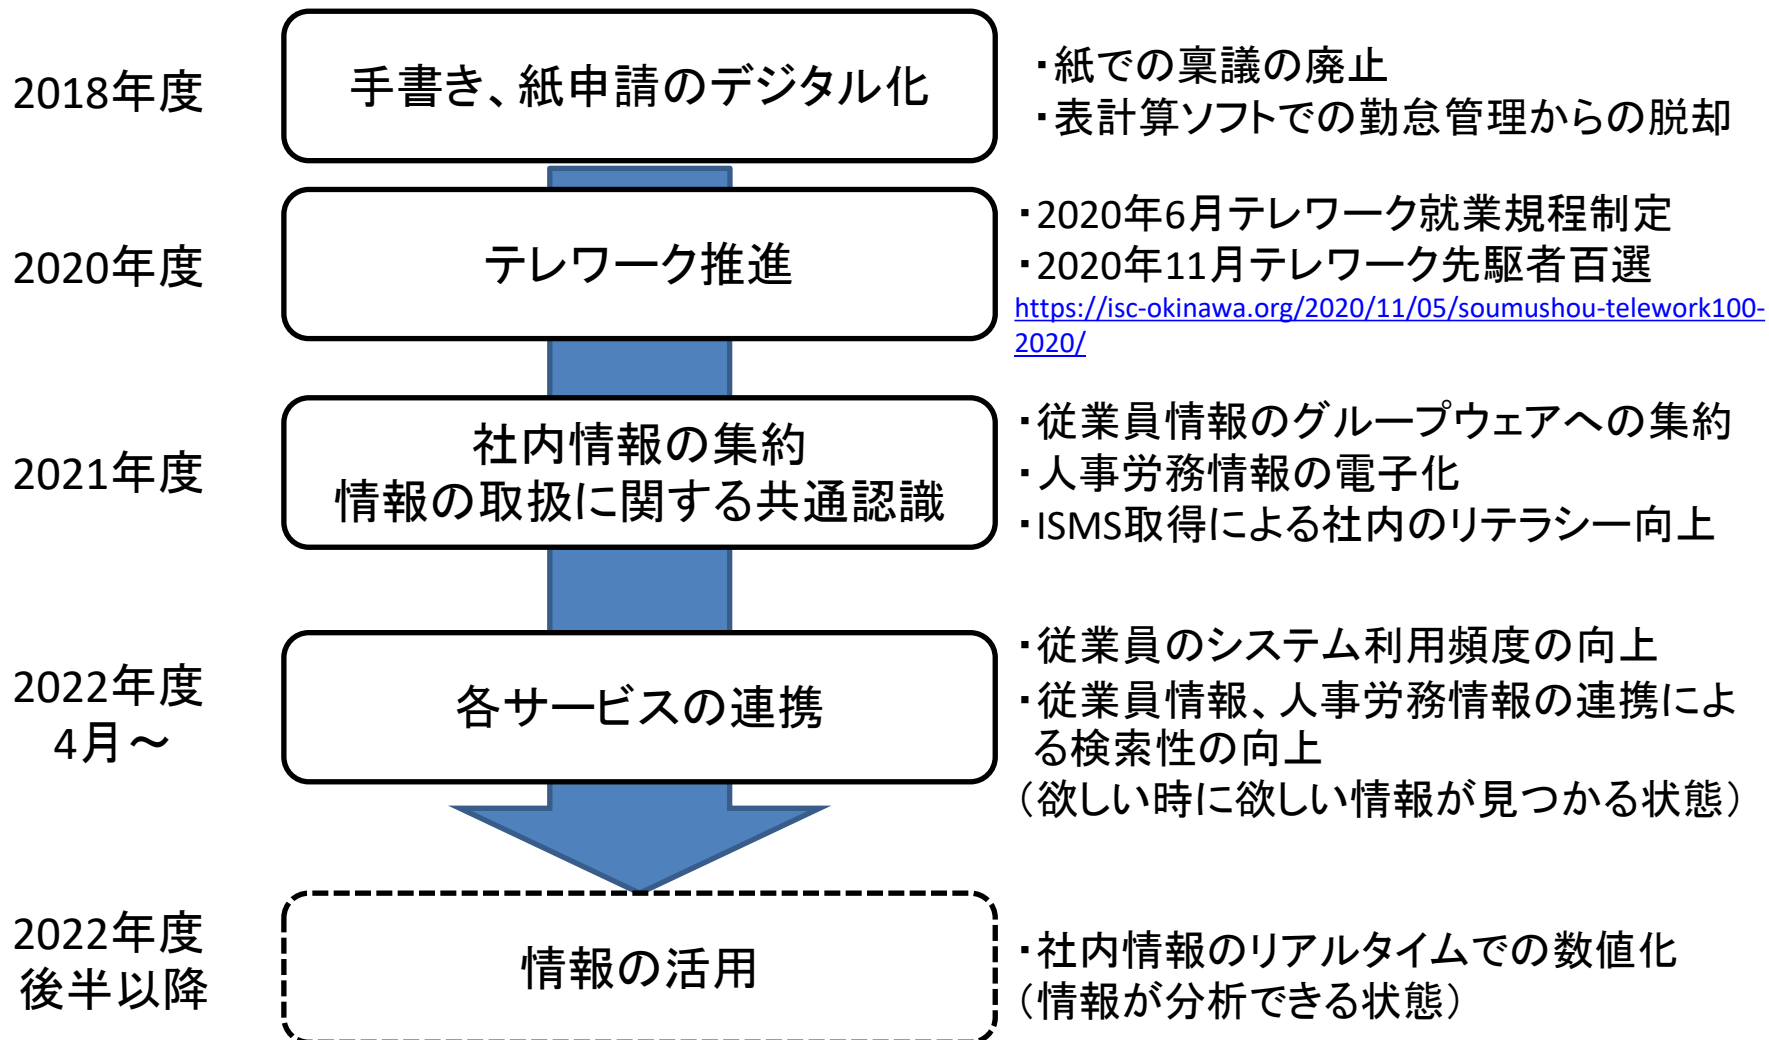 2018年度
手書き、紙申請のデジタル化
・紙での稟議の廃止
・表計算ソフトでの勤怠管理からの脱却
2020年度
テレワーク推進
・2020年6月テレワーク就業規程制定
・2020年11月テレワーク先駆者百選
https://isc-okinawa.org/2020/11/05/soumushou-telework100-
2020/
2021年度
社内情報の集約
情報の取扱に関する共通認識
・従業員情報のグループウェアへの集約
・人事労務情報の電子化
・ISMS取得による社内のリテラシー向上
2022年度
4月～
各サービスの連携
・従業員のシステム利用頻度の向上
・従業員情報、人事労務情報の連携によ
る検索性の向上
（欲しい時に欲しい情報が見つかる状態）
2022年度
後半以降
情報の活用
・社内情報のリアルタイムでの数値化
（情報が分析できる状態）